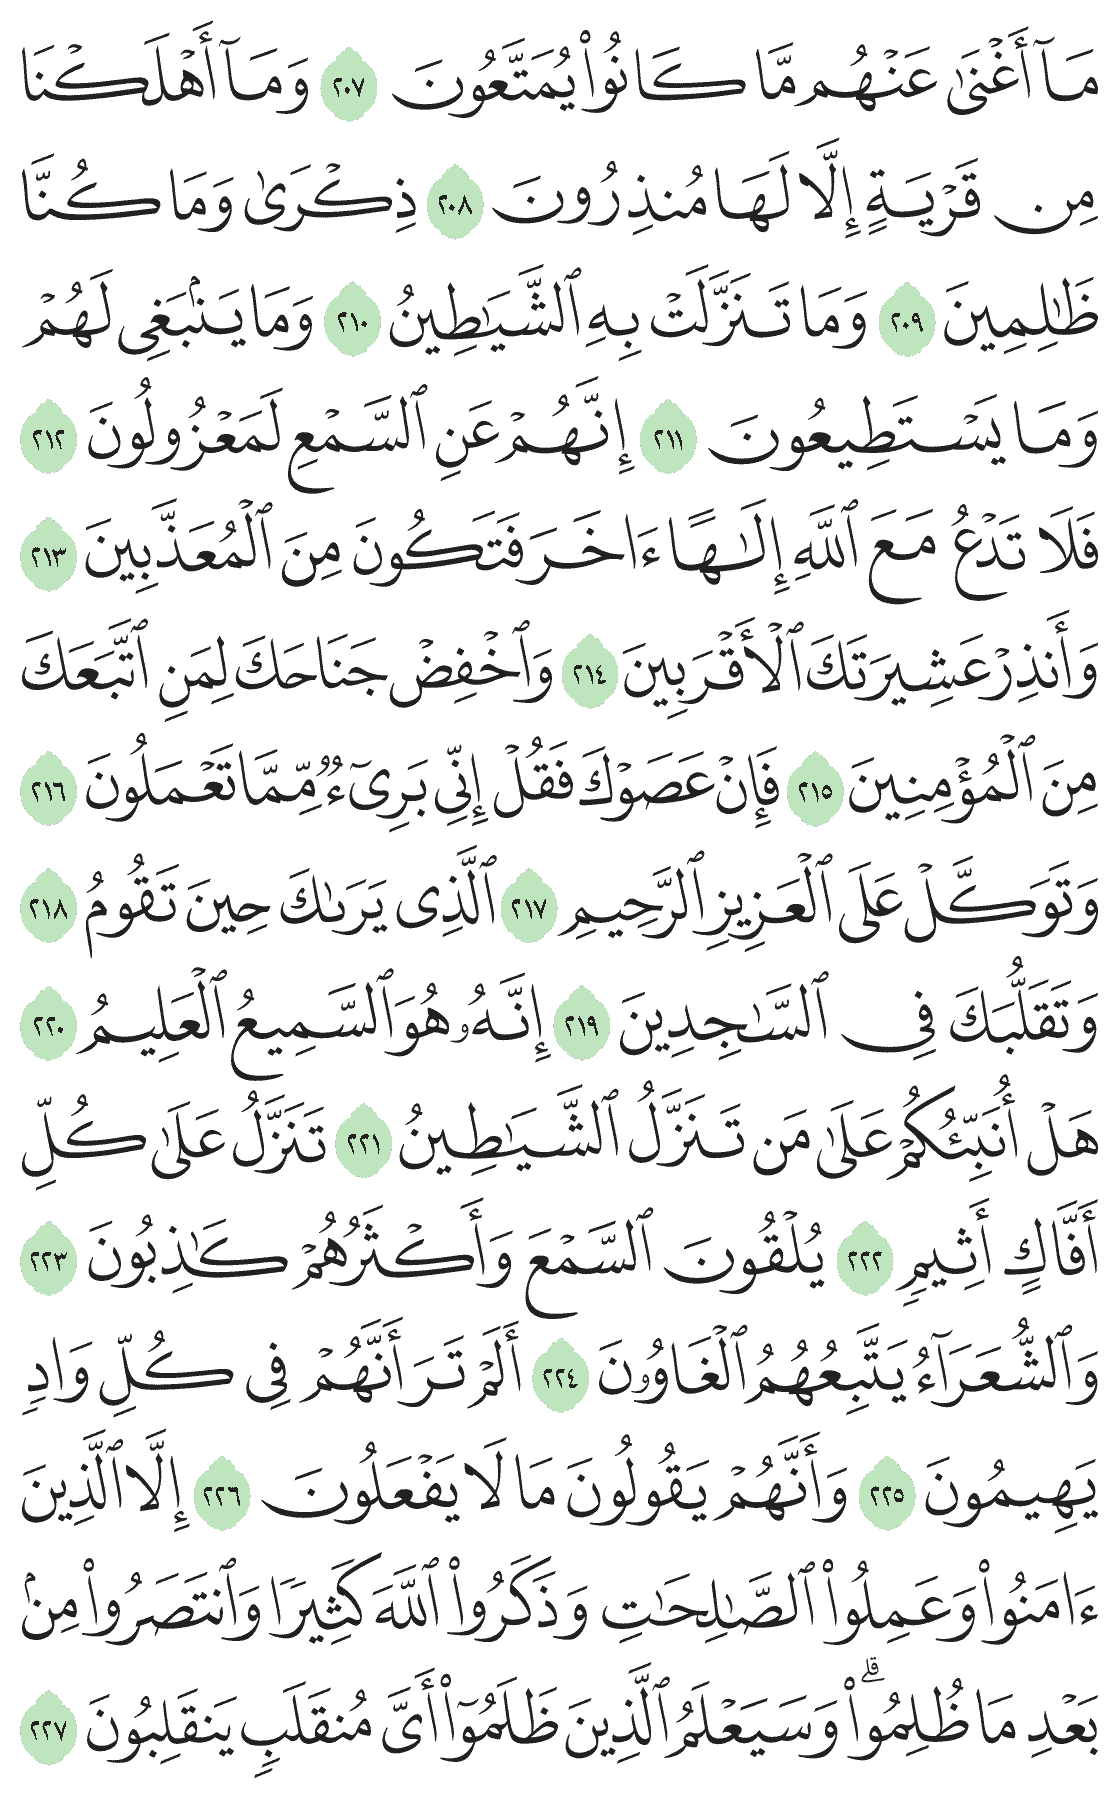 مَآ أَغْنَىٰ عَنْهُم مَّا كَانُوا۟ يُمَتَّعُونَ ٢٠٧ وَمَآ أَهْلَكْنَا
مِن قَرْيَةٍ إِلَّا لَهَا مُنذِرُونَ ٢٠٨ ذِكْرَىٰ وَمَا كُنَّا
ظَٰلِمِينَ ٢٠٩ وَمَا تَنَزَّلَتْ بِهِ ٱلشَّيَٰطِينُ ٢١٠ وَمَا يَنۢبَغِى لَهُمْ
وَمَا يَسْتَطِيعُونَ ٢١١ إِنَّهُمْ عَنِ ٱلسَّمْعِ لَمَعْزُولُونَ ٢١٢
فَلَا تَدْعُ مَعَ ٱللَّهِ إِلَٰهًا ءَاخَرَ فَتَكُونَ مِنَ ٱلْمُعَذَّبِينَ ٢١٣
وَأَنذِرْ عَشِيرَتَكَ ٱلْأَقْرَبِينَ ٢١٤ وَٱخْفِضْ جَنَاحَكَ لِمَنِ ٱتَّبَعَكَ
مِنَ ٱلْمُؤْمِنِينَ ٢١٥ فَإِنْ عَصَوْكَ فَقُلْ إِنِّى بَرِىٓءٌ مِّمَّا تَعْمَلُونَ ٢١٦
وَتَوَكَّلْ عَلَى ٱلْعَزِيزِ ٱلرَّحِيمِ ٢١٧ ٱلَّذِى يَرَىٰكَ حِينَ تَقُومُ ٢١٨
وَتَقَلُّبَكَ فِى ٱلسَّٰجِدِينَ ٢١٩ إِنَّهُۥ هُوَ ٱلسَّمِيعُ ٱلْعَلِيمُ ٢٢٠
هَلْ أُنَبِّئُكُمْ عَلَىٰ مَن تَنَزَّلُ ٱلشَّيَٰطِينُ ٢٢١ تَنَزَّلُ عَلَىٰ كُلِّ
أَفَّاكٍ أَثِيمٍ ٢٢٢ يُلْقُونَ ٱلسَّمْعَ وَأَكْثَرُهُمْ كَٰذِبُونَ ٢٢٣
وَٱلشُّعَرَآءُ يَتَّبِعُهُمُ ٱلْغَاوُۥنَ ٢٢٤ أَلَمْ تَرَ أَنَّهُمْ فِى كُلِّ وَادٍ
يَهِيمُونَ ٢٢٥ وَأَنَّهُمْ يَقُولُونَ مَا لَا يَفْعَلُونَ ٢٢٦ إِلَّا ٱلَّذِينَ
ءَامَنُوا۟ وَعَمِلُوا۟ ٱلصَّٰلِحَٰتِ وَذَكَرُوا۟ ٱللَّهَ كَثِيرًا وَٱنتَصَرُوا۟ مِنۢ
بَعْدِ مَا ظُلِمُوا۟ ۗ وَسَيَعْلَمُ ٱلَّذِينَ ظَلَمُوٓا۟ أَىَّ مُنقَلَبٍ يَنقَلِبُونَ ٢٢٧